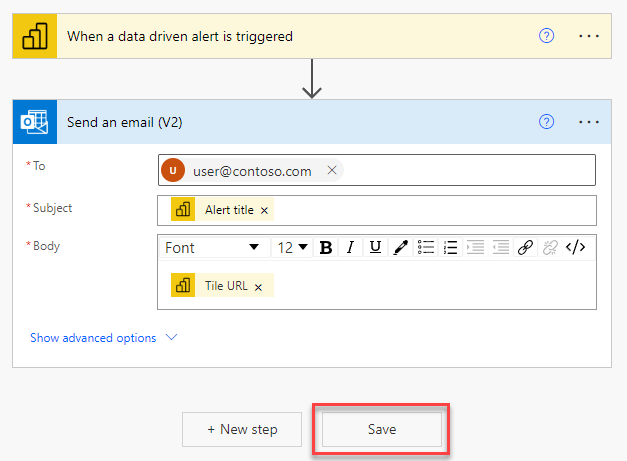 When a data driven alert is triggered ? ...
Send an email (V2) ? ...
*To U user@contoso.com ×
*Subject Alert title ×
*Body Font 12 B I U </>
Tile URL ×
Show advanced options
+ New step Save